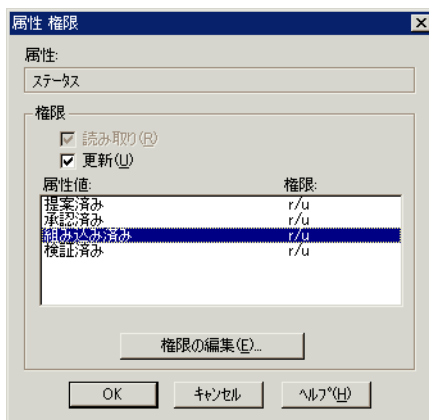 属性 権限
属性:
ステータス
権限
読み取り(R)
更新(U)
属性値: 権限:
提案済み r/u
承認済み r/u
組み込み済み r/u
検証済み r/u
権限の編集(E)...
OK キャンセル ヘルプ(H)